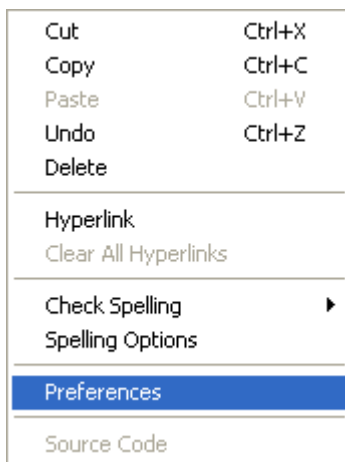 Cut Ctrl+X
Copy Ctrl+C
Paste Ctrl+V
Undo Ctrl+Z
Delete
Hyperlink
Clear All Hyperlinks
Check Spelling
Spelling Options
Preferences
Source Code